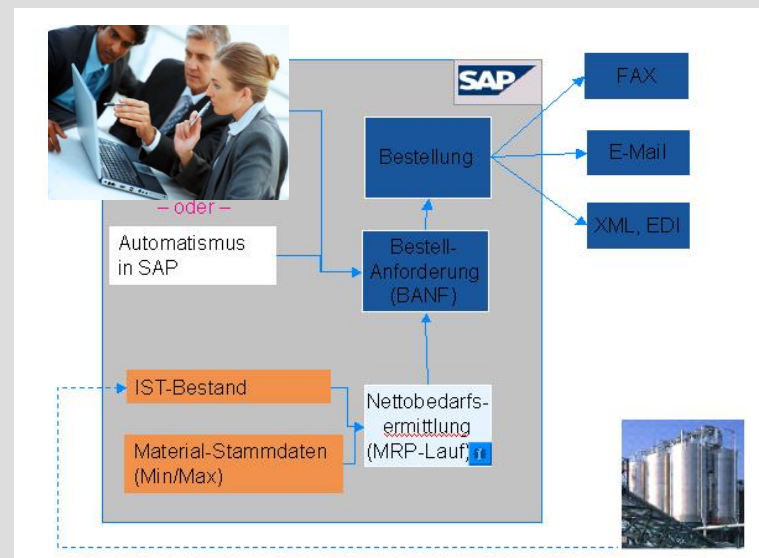 SAP
FAX
Bestellung
E-Mail
– oder –
XML, EDI
Automatismus
in SAP
Bestell-
Anforderung
(BANF)
IST-Bestand
Nettobedarfs-
ermittlung
(MRP-Lauf)
Material-Stammdaten
(Min/Max)